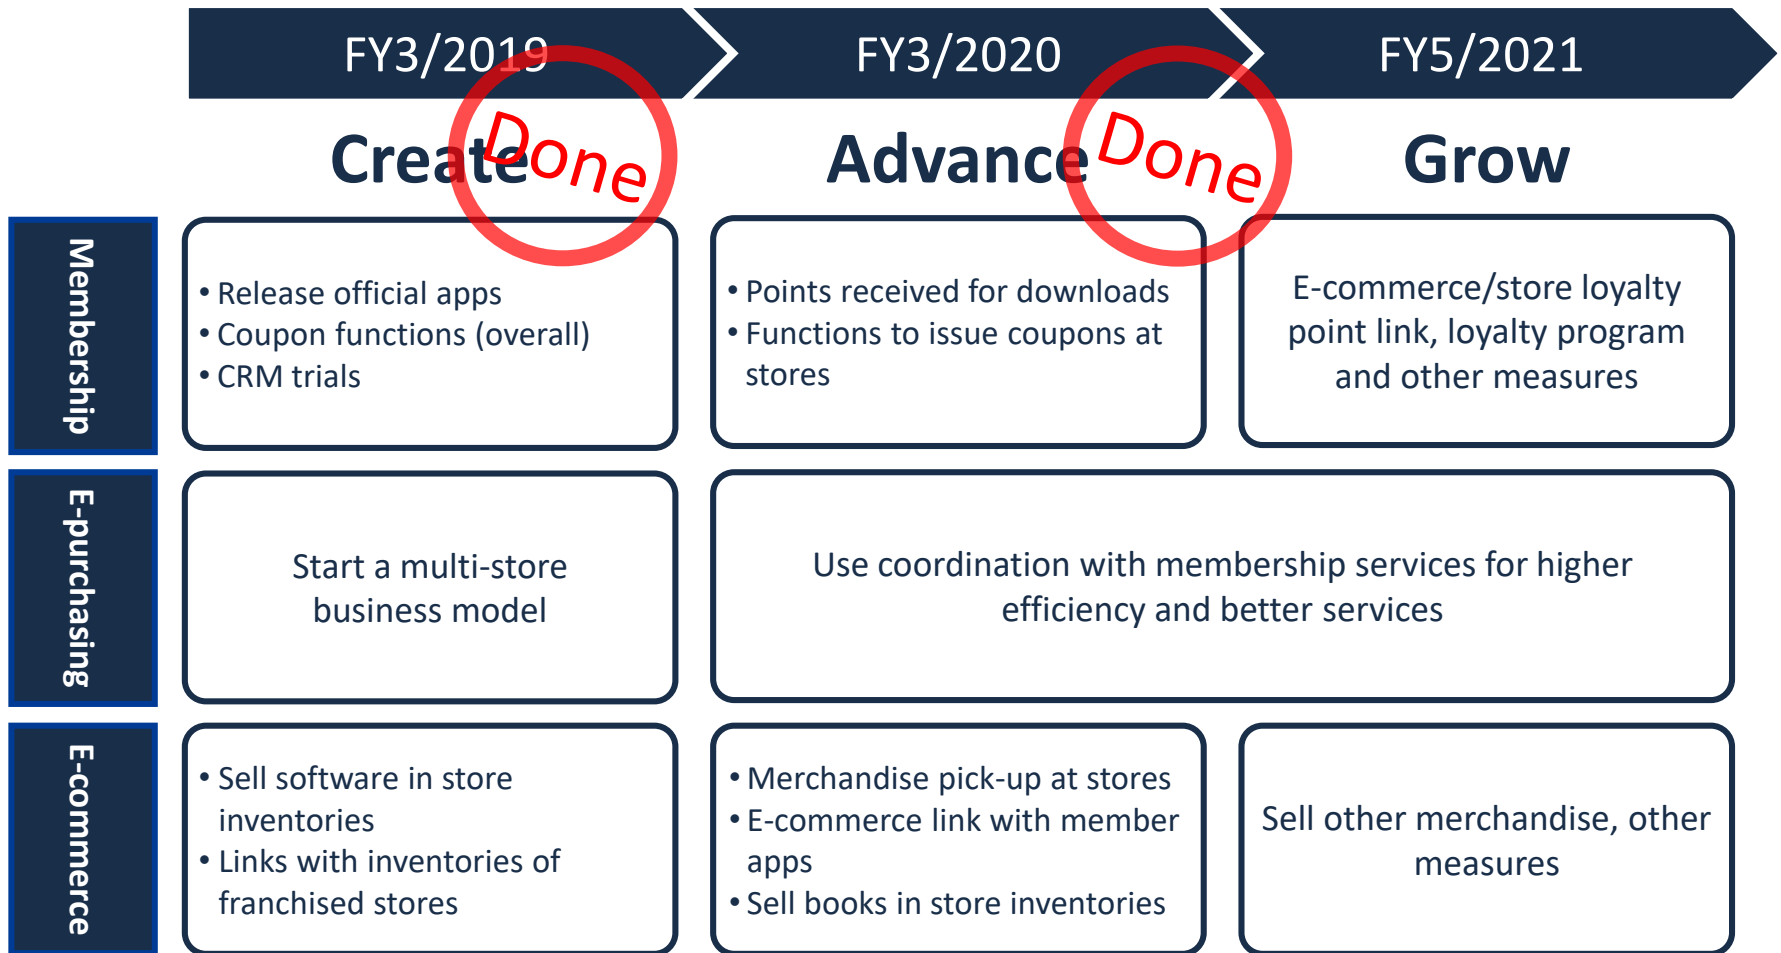 FY3/2019
FY3/2020
FY5/2021
Create
Done
Advance
Done
Grow
Membership
• Release official apps
• Coupon functions (overall)
• CRM trials
• Points received for downloads
• Functions to issue coupons at
stores
E-commerce/store loyalty
point link, loyalty program
and other measures
E-purchasing
Start a multi-store
business model
Use coordination with membership services for higher
efficiency and better services
E-commerce
• Sell software in store
inventories
• Links with inventories of
franchised stores
• Merchandise pick-up at stores
• E-commerce link with member
apps
• Sell books in store inventories
Sell other merchandise, other
measures